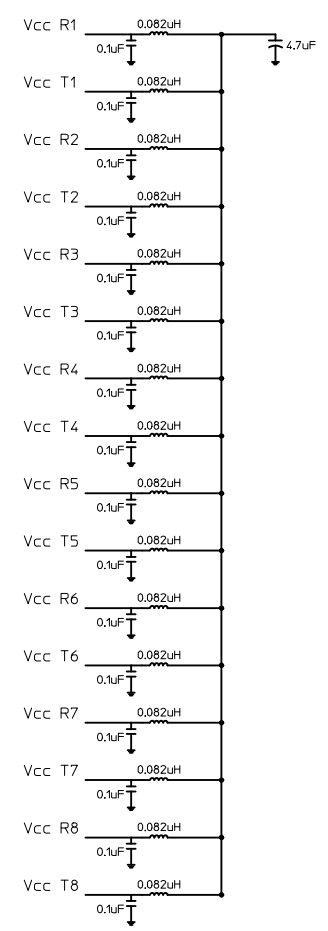 Vcc R1 0.082uH
0.1uF 4.7uF
Vcc T1 0.082uH
0.1uF
Vcc R2 0.082uH
0.1uF
Vcc T2 0.082uH
0.1uF
Vcc R3 0.082uH
0.1uF
Vcc T3 0.082uH
0.1uF
Vcc R4 0.082uH
0.1uF
Vcc T4 0.082uH
0.1uF
Vcc R5 0.082uH
0.1uF
Vcc T5 0.082uH
0.1uF
Vcc R6 0.082uH
0.1uF
Vcc T6 0.082uH
0.1uF
Vcc R7 0.082uH
0.1uF
Vcc T7 0.082uH
0.1uF
Vcc R8 0.082uH
0.1uF
Vcc T8 0.082uH
0.1uF